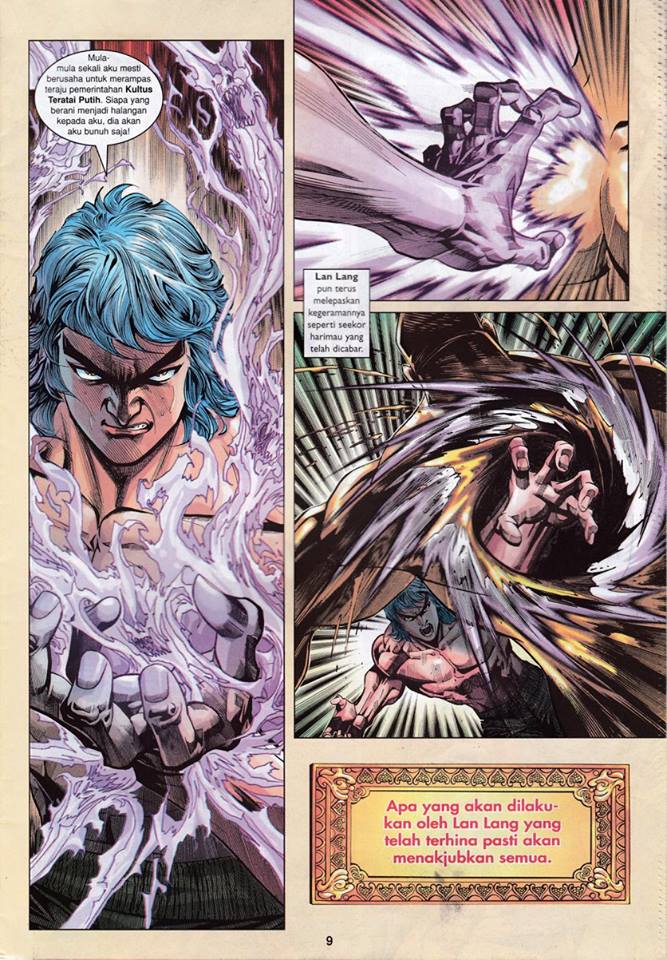 Mula-
mula sekali aku mesti
berusaha untuk merampas
teraju pemerintahan Kultus
Teratai Putih. Siapa yang
berani menjadi halangan
kepada aku, dia akan
aku bunuh saja!
Lan Lang
pun terus
melepaskan
kegeramannya
seperti seekor
harimau yang
telah dicabar.
Apa yang akan dilaku-
kan oleh Lan Lang yang
telah terhina pasti akan
menakjubkan semua.
9